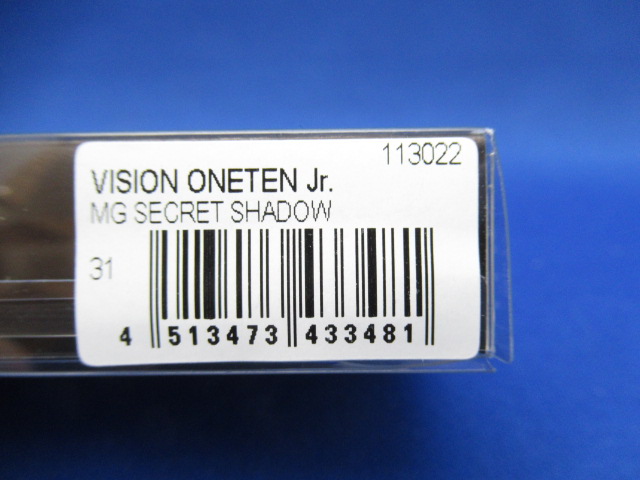 113022
VISION ONETEN Jr.
MG SECRET SHADOW
31
4 513473 433481